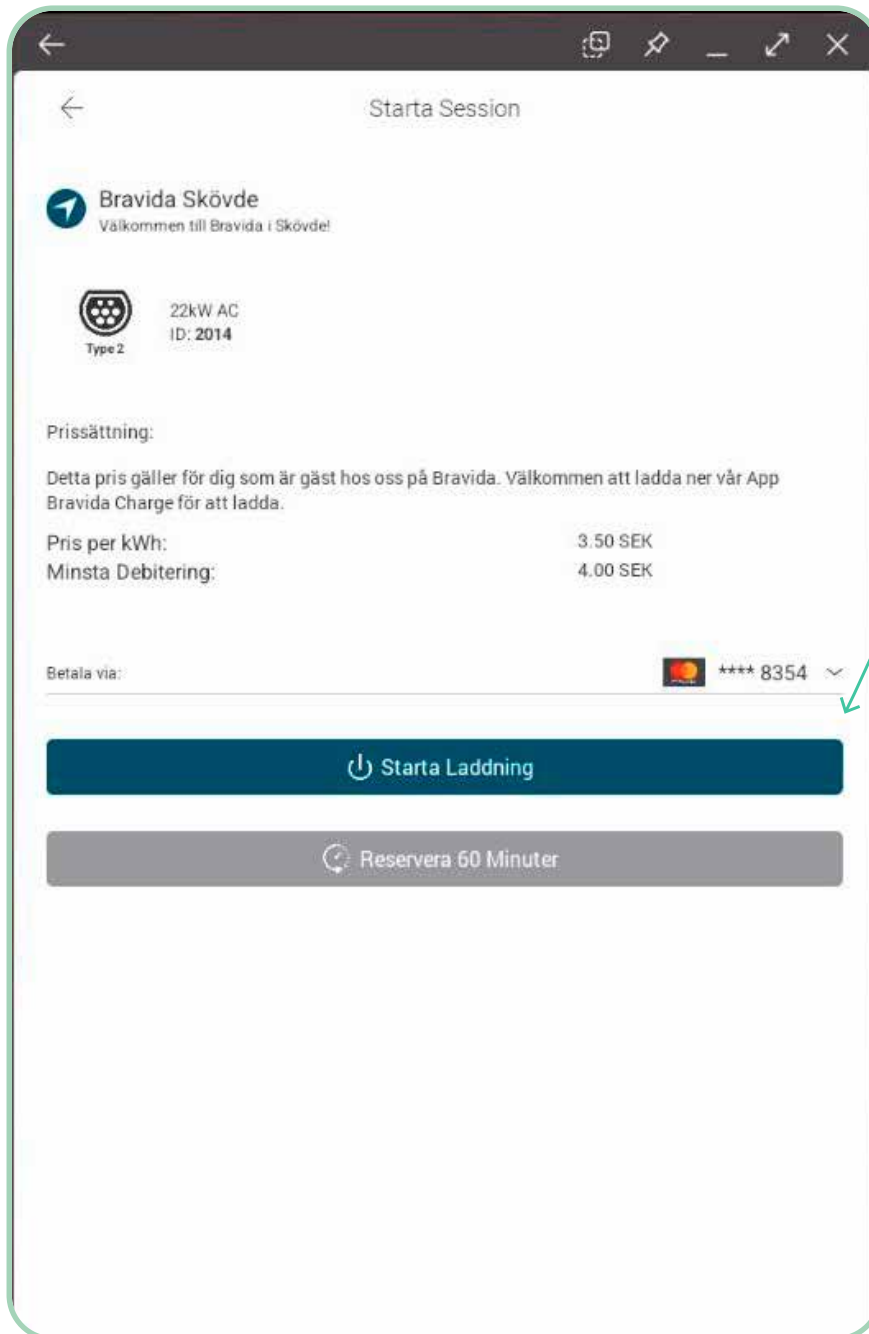 Starta Session
Bravida Skövde
Välkommen till Bravida i Skövde!
22kW AC
ID: 2014
Type 2
Prissättning:
Detta pris gäller för dig som är gäst hos oss på Bravida. Välkommen att ladda ner vår App
Bravida Charge för att ladda.
Pris per kWh: 3.50 SEK
Minsta Debitering: 4.00 SEK
Betala via: **** 8354
Starta Laddning
Reservera 60 Minuter